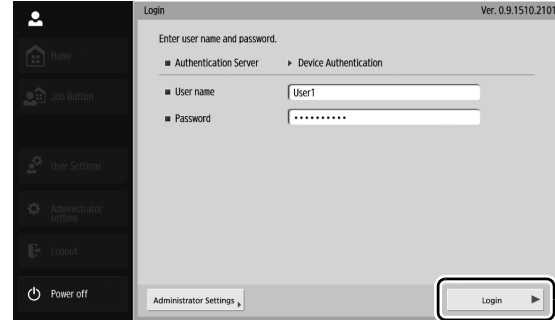 Login
Ver. 0.9.1510.2101
Enter user name and password.
Authentication Server
Device Authentication
User name
User1
Password
Home
Job Button
User Settings
Administrator
setting
Logout
Power off
Administrator Settings
Login